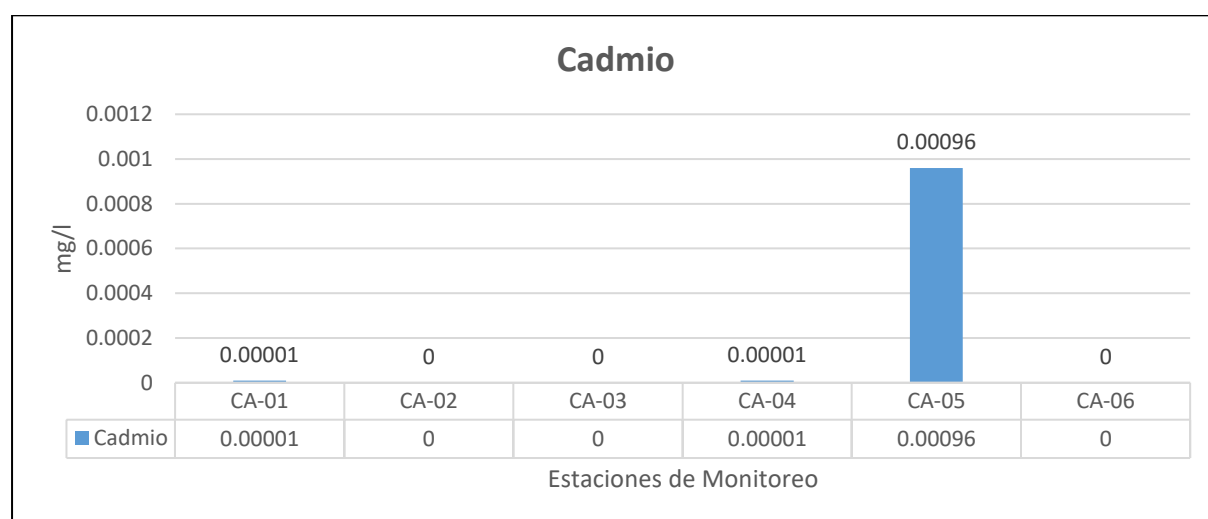 Cadmio
0.0012
0.001
0.0008
0.0006
0.0004
0.0002
0
mg/l
0.00001 0 0 0.00001 0.00096 0
CA-01 CA-02 CA-03 CA-04 CA-05 CA-06
Cadmio 0.00001 0 0 0.00001 0.00096 0
Estaciones de Monitoreo